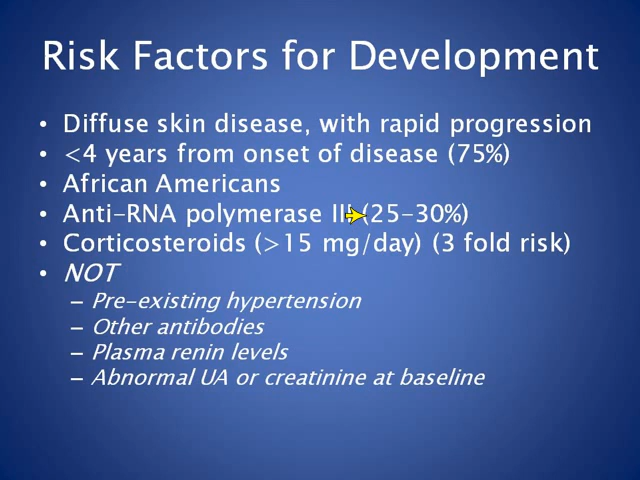 Risk Factors for Development
• Diffuse skin disease, with rapid progression
• <4 years from onset of disease (75%)
• African Americans
• Anti-RNA polymerase III (25-30%)
• Corticosteroids (>15 mg/day) (3 fold risk)
• NOT
– Pre-existing hypertension
– Other antibodies
– Plasma renin levels
– Abnormal UA or creatinine at baseline